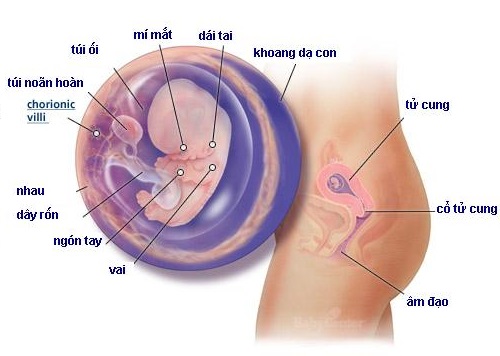 mí mắt
dái tai
túi ối
khoang dạ con
túi noãn hoàn
chorionic
villi
tử cung
nhau
dây rốn
cổ tử cung
ngón tay
vai
âm đạo